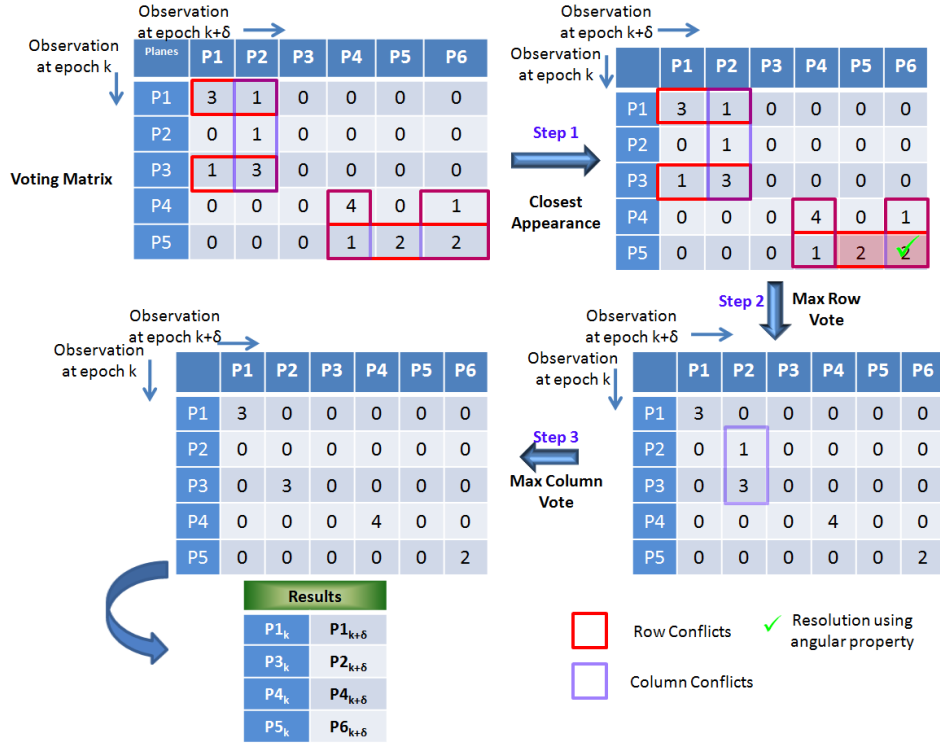 Observation
at epoch k+δ
Observation
at epoch k
Planes P1 P2 P3 P4 P5 P6
P1 3 1 0 0 0 0
P2 0 1 0 0 0 0
P3 1 3 0 0 0 0
P4 0 0 0 4 0 1
P5 0 0 0 1 2 2
Voting Matrix
Step 1
Closest
Appearance
Observation
at epoch k+δ
Observation
at epoch k
P1 P2 P3 P4 P5 P6
P1 3 1 0 0 0 0
P2 0 1 0 0 0 0
P3 1 3 0 0 0 0
P4 0 0 0 4 0 1
P5 0 0 0 1 2 2
Step 2
Max Row
Vote
Observation
at epoch k+δ
Observation
at epoch k
P1 P2 P3 P4 P5 P6
P1 3 0 0 0 0 0
P2 0 1 0 0 0 0
P3 0 3 0 0 0 0
P4 0 0 0 4 0 0
P5 0 0 0 0 0 2
Step 3
Max Column
Vote
Observation
at epoch k+δ
Observation
at epoch k
P1 P2 P3 P4 P5 P6
P1 3 0 0 0 0 0
P2 0 0 0 0 0 0
P3 0 3 0 0 0 0
P4 0 0 0 4 0 0
P5 0 0 0 0 0 2
Results
P1k P1k+δ
P3k P2k+δ
P4k P4k+δ
P5k P6k+δ
Row Conflicts
Column Conflicts
Resolution using
angular property